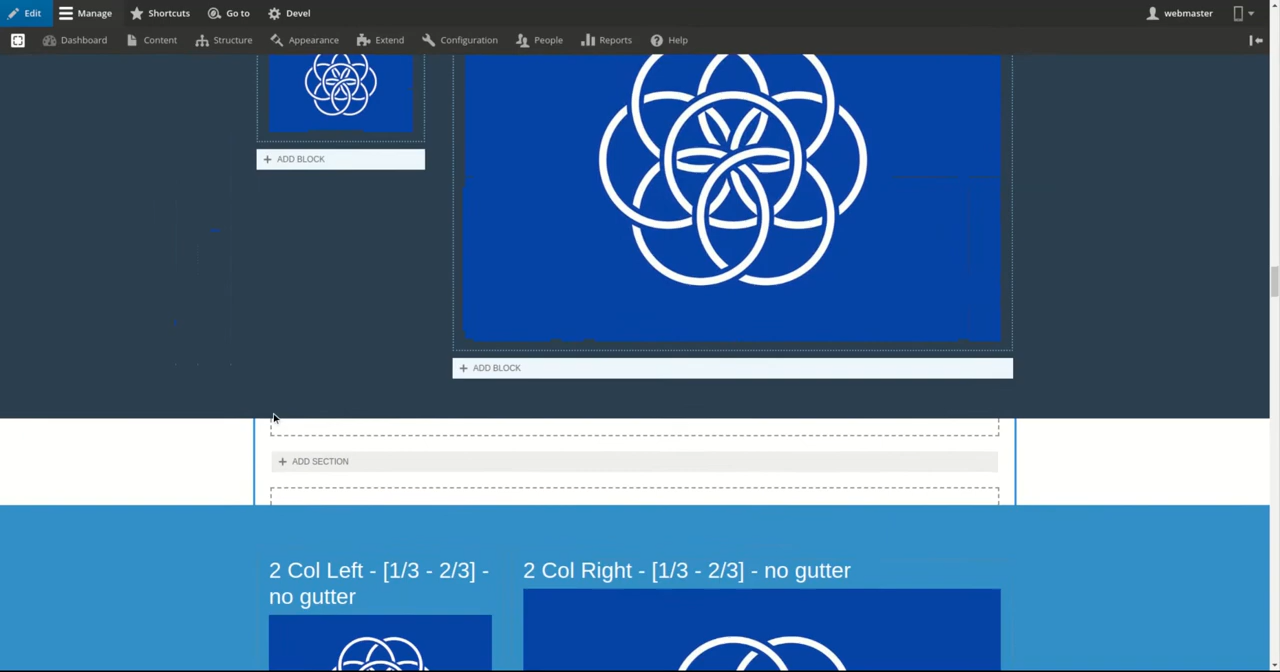 Edit Manage Shortcuts Go to Devel webmaster
Dashboard Content Structure Appearance Extend Configuration People Reports Help
+ ADD BLOCK
+ ADD BLOCK
+ ADD SECTION
2 Col Left - [1/3 - 2/3] -
no gutter
2 Col Right - [1/3 - 2/3] - no gutter